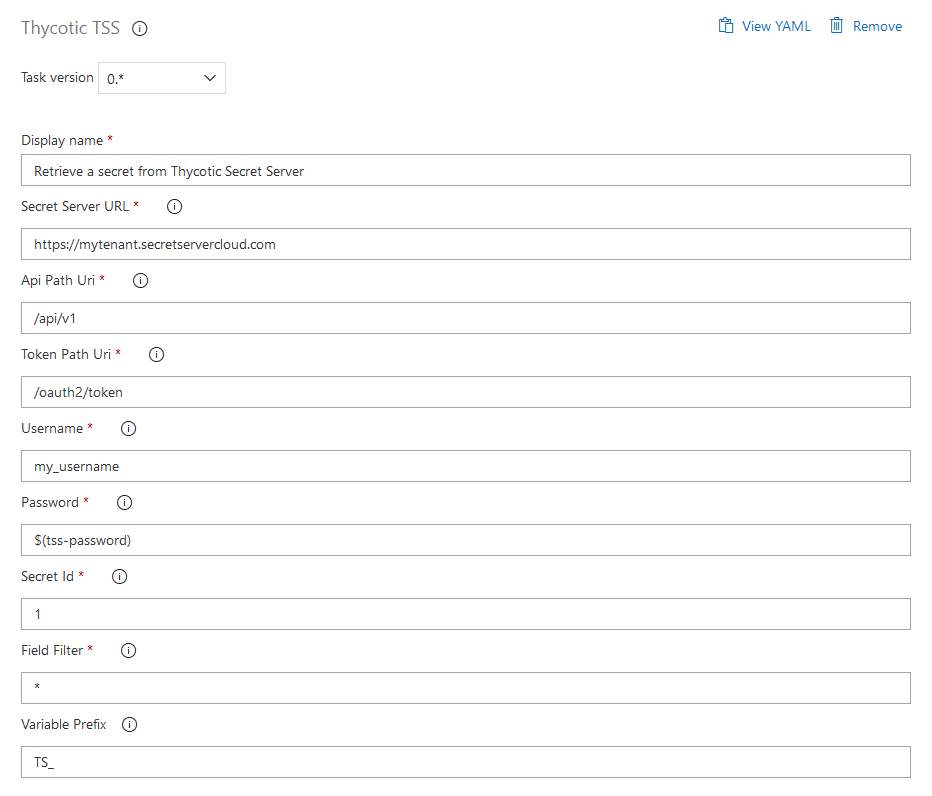 Thycotic TSS
View YAML
Remove
Task version
0.*
Display name *
Retrieve a secret from Thycotic Secret Server
Secret Server URL *
https://mytenant.secretservercloud.com
Api Path Uri *
/api/v1
Token Path Uri *
/oauth2/token
Username *
my_username
Password *
$(tss-password)
Secret Id *
1
Field Filter *
*
Variable Prefix
TS_